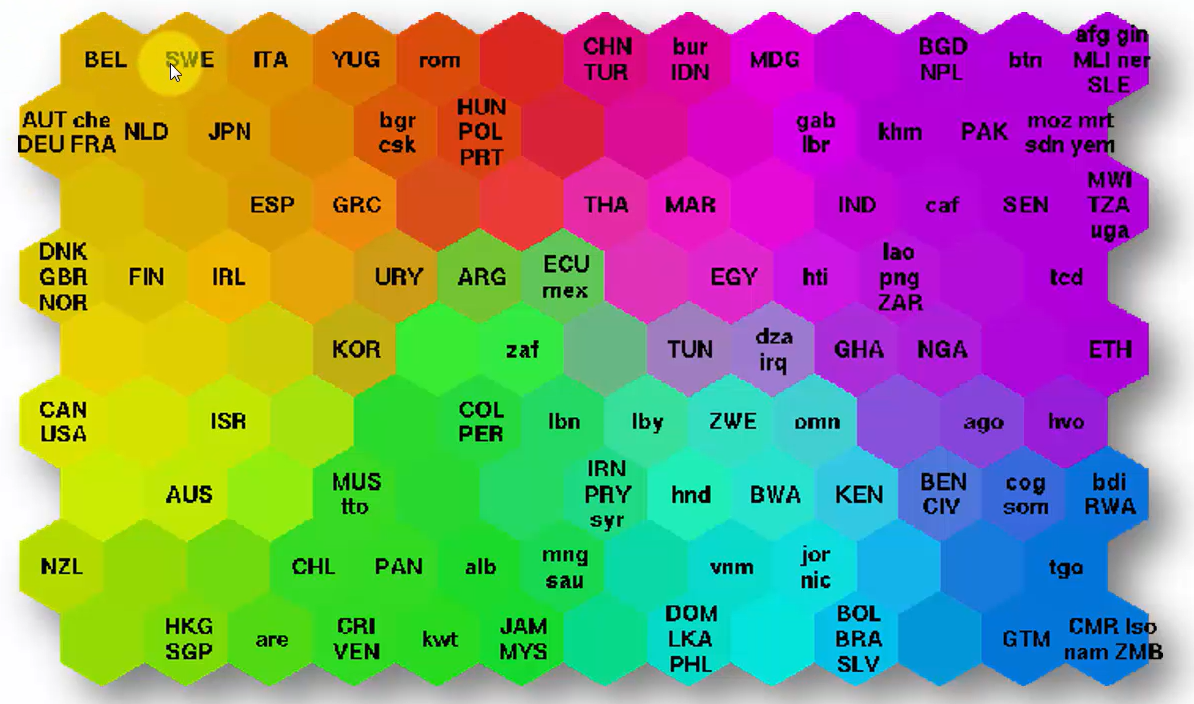 BEL SWE ITA YUG rom CHN TUR bur IDN MDG BGD NPL btn afg gin MLI ner SLE
AUT che DEU FRA NLD JPN bgr csk HUN POL PRT gab lbr khm PAK moz mrt sdn yem
ESP GRC THA MAR IND caf SEN MWI TZA uga
DNK GBR NOR FIN IRL URY ARG ECU mex EGY hti lao png ZAR tcd
KOR zaf TUN dza irq GHA NGA ETH
CAN USA ISR COL PER lbn lby ZWE omn ago hvo
AUS MUS tto IRN PRY syr hnd BWA KEN BEN CIV cog som bdi RWA
NZL CHL PAN alb mng sau vnm jor nic tgo
HKG SGP are CRI VEN kwt JAM MYS DOM LKA PHL BOL BRA SLV GTM CMR lso nam ZMB